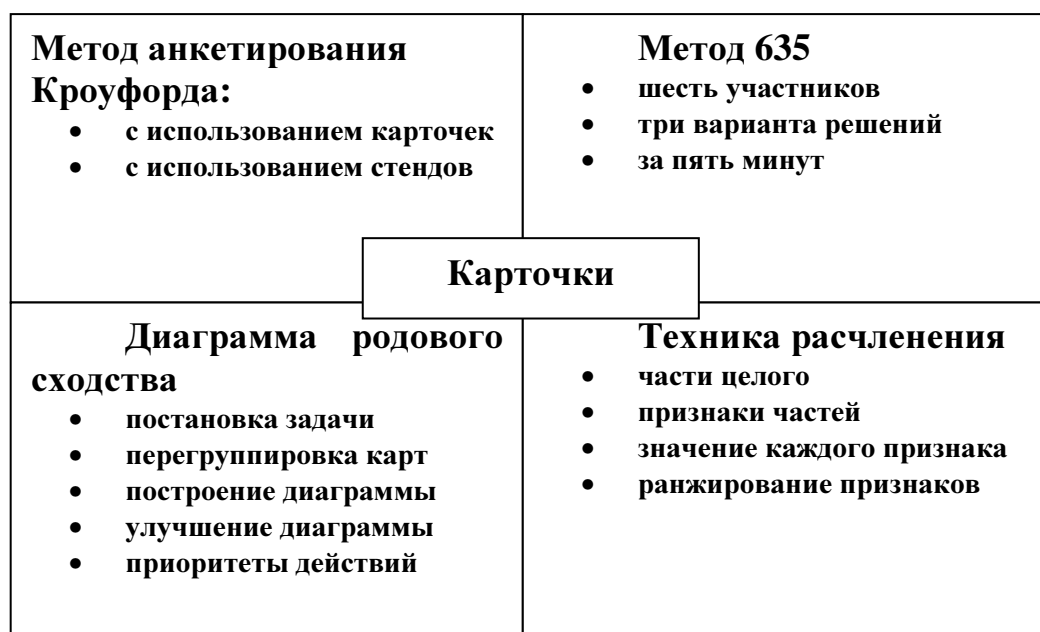 Метод анкетирования
Кроуфорда:
• с использованием карточек
• с использованием стендов
Метод 635
• шесть участников
• три варианта решений
• за пять минут
Карточки
Диаграмма родового
сходства
• постановка задачи
• перегруппировка карт
• построение диаграммы
• улучшение диаграммы
• приоритеты действий
Техника расчленения
• части целого
• признаки частей
• значение каждого признака
• ранжирование признаков